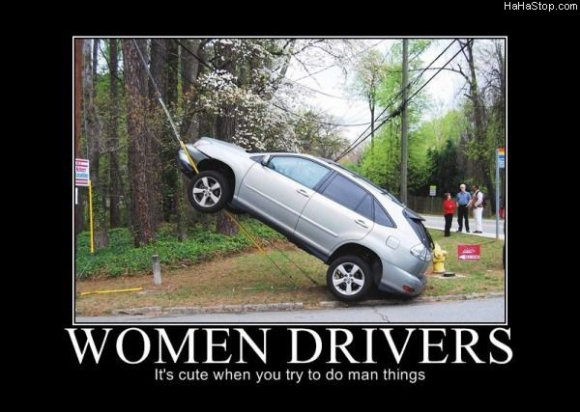 HaHaStop.com
WOMEN DRIVERS
It's cute when you try to do man things